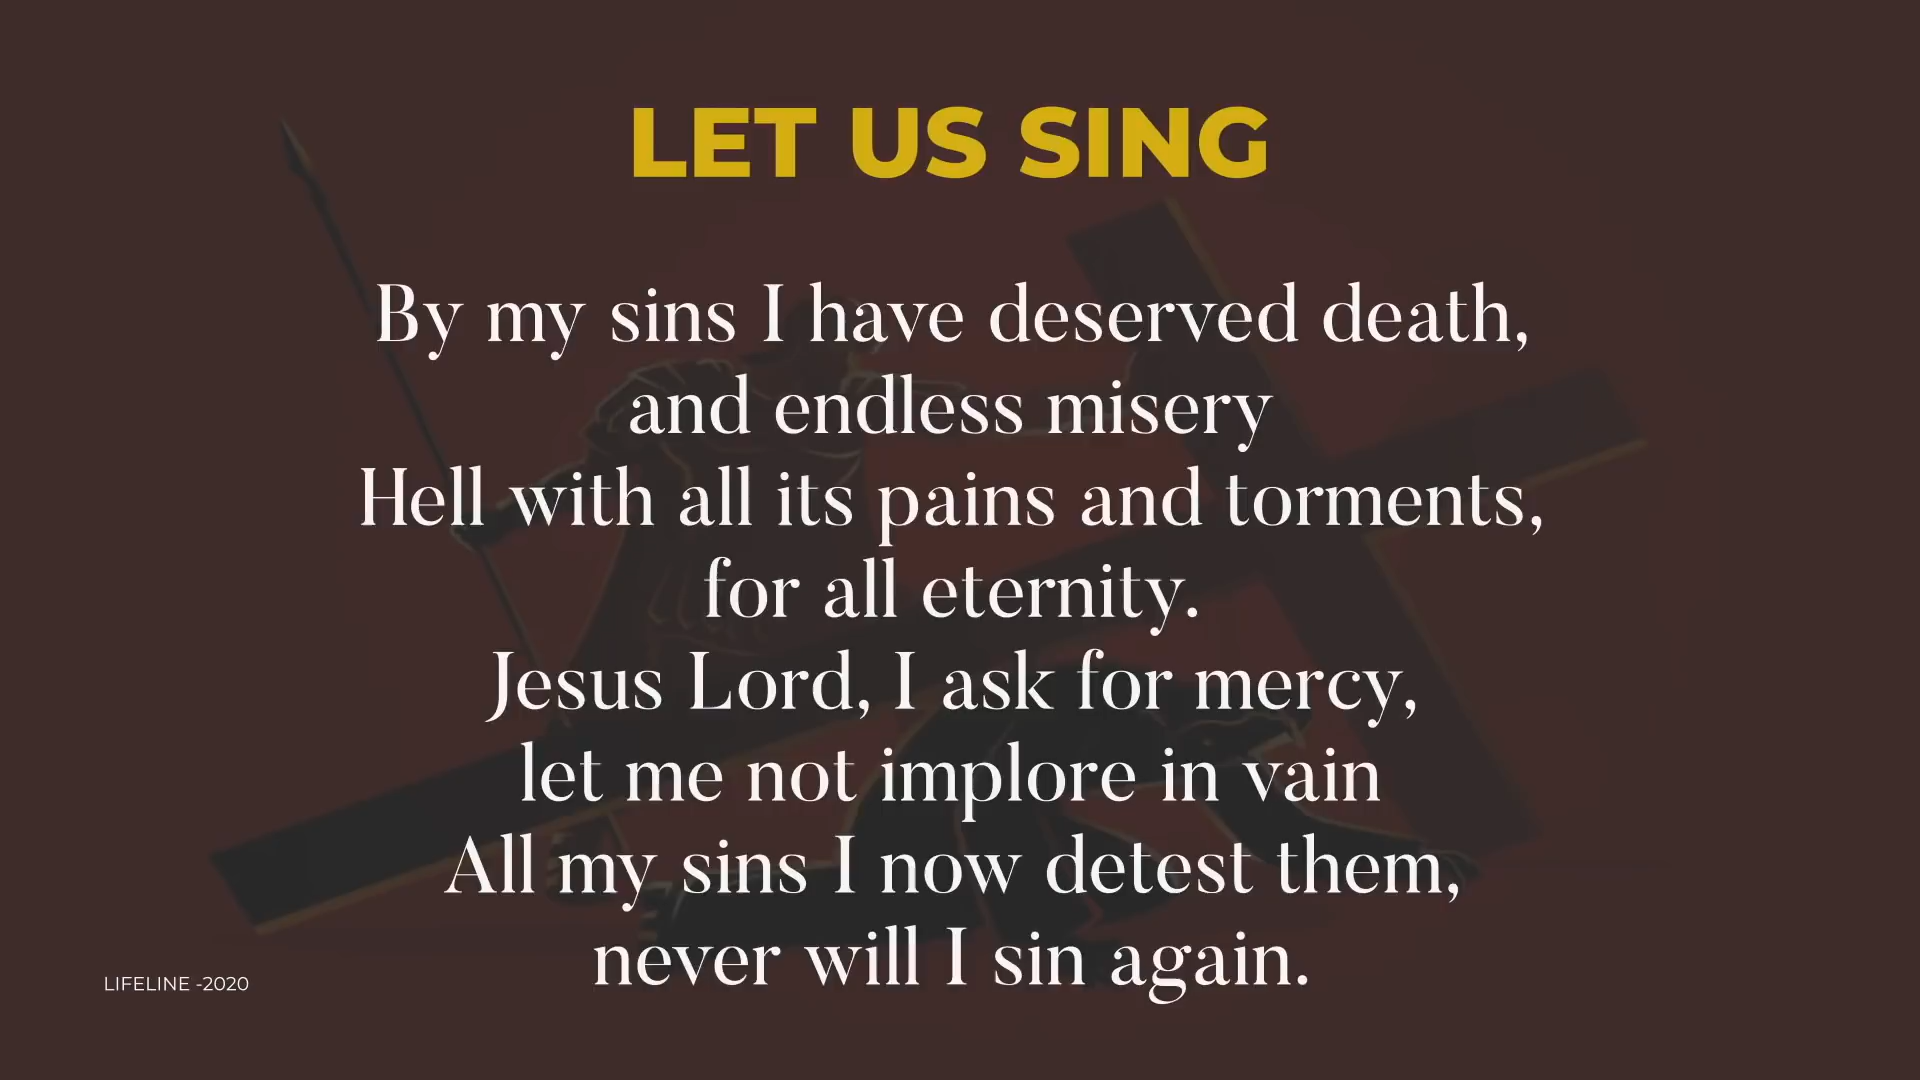 LET US SING
By my sins I have deserved death,
and endless misery
Hell with all its pains and torments,
for all eternity.
Jesus Lord, I ask for mercy,
let me not implore in vain
All my sins I now detest them,
never will I sin again.
LIFELINE -2020